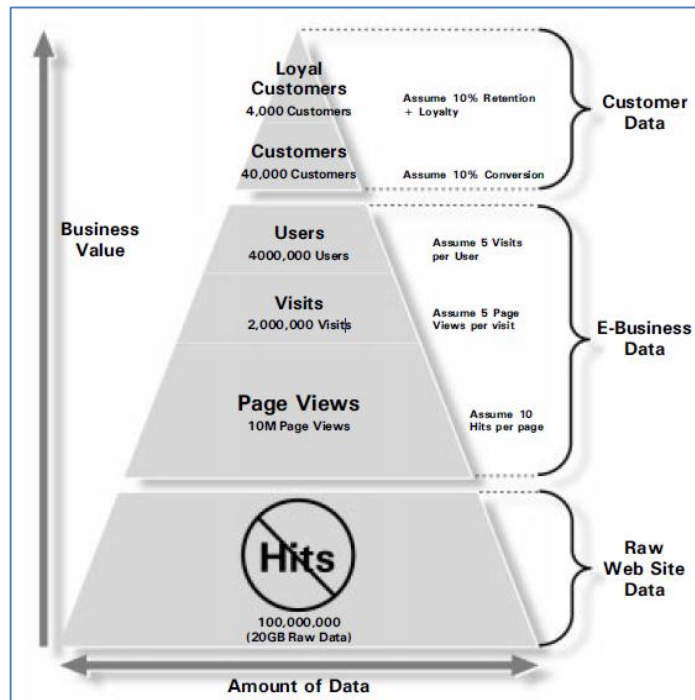 Loyal
Customers
4,000 Customers
Assume 10% Retention
+ Loyalty
Customer
Data
Customers
40,000 Customers
Assume 10% Conversion
Business
Value
Users
4000,000 Users
Assume 5 Visits
per User
Visits
2,000,000 Visits
Assume 5 Page
Views per visit
E-Business
Data
Page Views
10M Page Views
Assume 10
Hits per page
Hits
100,000,000
(20GB Raw Data)
Raw
Web Site
Data
Amount of Data